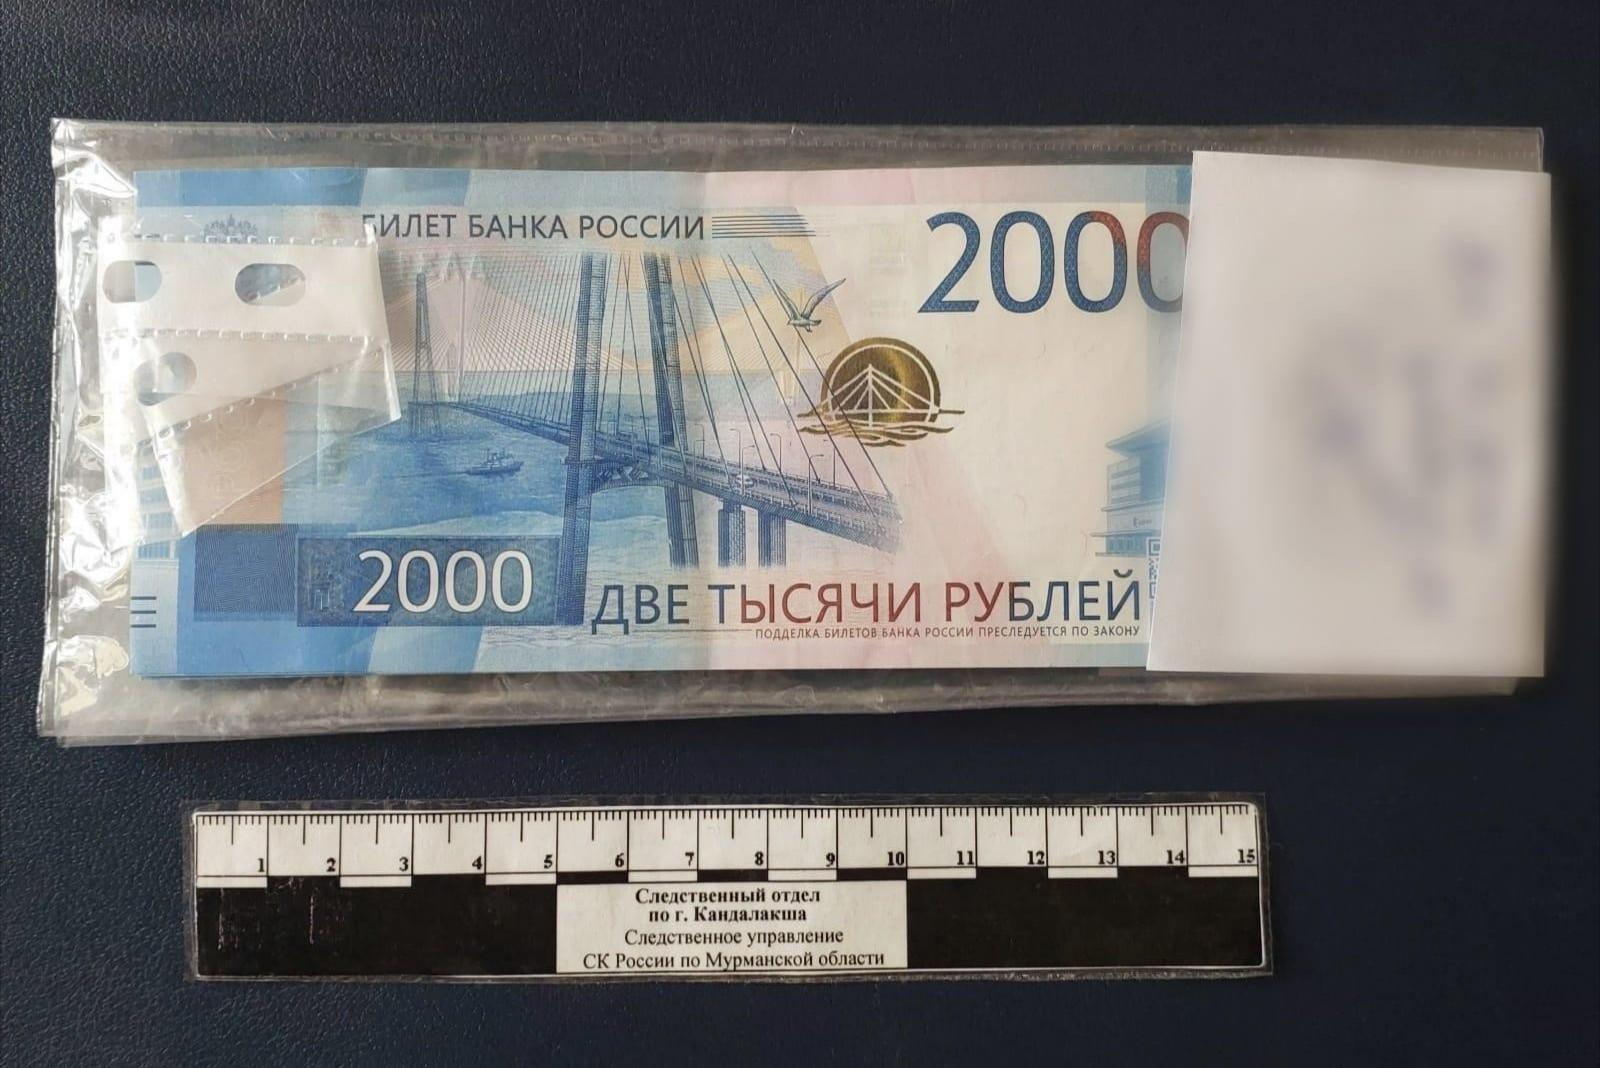 БИЛЕТ БАНКА РОССИИ
2000
2000
ДВЕ ТЫСЯЧИ РУБЛЕЙ
ПОДДЕЛКА БИЛЕТОВ БАНКА РОССИИ ПРЕСЛЕДУЕТСЯ ПО ЗАКОНУ
1 2 3 4 5 6 7 8 9 10 11 12 13 14 15
Следственный отдел
по г. Кандалакша
Следственное управление
СК России по Мурманской области